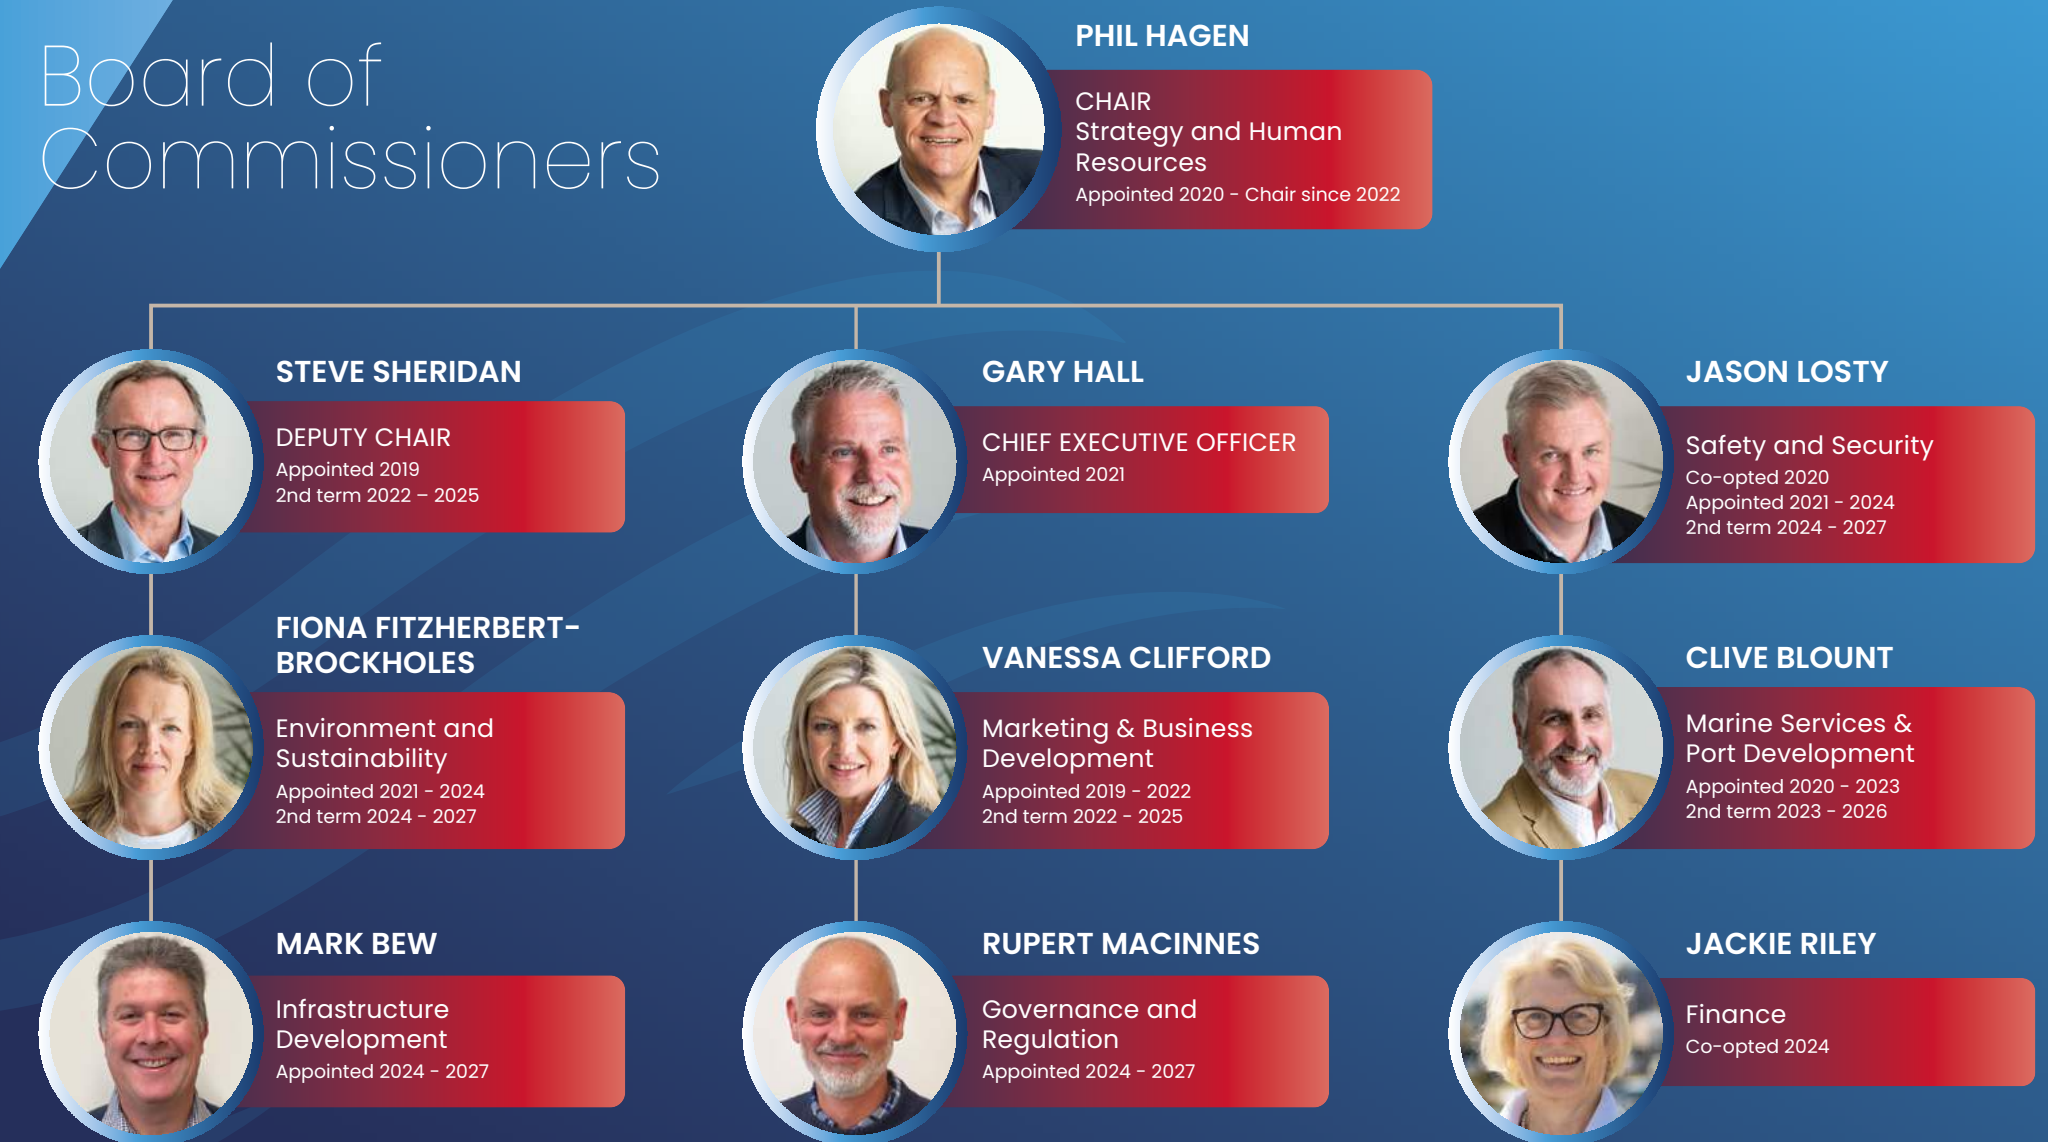 Board of
Commissioners
PHIL HAGEN
CHAIR
Strategy and Human
Resources
Appointed 2020 - Chair since 2022
STEVE SHERIDAN
DEPUTY CHAIR
Appointed 2019
2nd term 2022 – 2025
GARY HALL
CHIEF EXECUTIVE OFFICER
Appointed 2021
JASON LOSTY
Safety and Security
Co-opted 2020
Appointed 2021 - 2024
2nd term 2024 - 2027
FIONA FITZHERBERT-
BROCKHOLES
Environment and
Sustainability
Appointed 2021 - 2024
2nd term 2024 - 2027
VANESSA CLIFFORD
Marketing & Business
Development
Appointed 2019 - 2022
2nd term 2022 - 2025
CLIVE BLOUNT
Marine Services &
Port Development
Appointed 2020 - 2023
2nd term 2023 - 2026
MARK BEW
Infrastructure
Development
Appointed 2024 - 2027
RUPERT MACINNES
Governance and
Regulation
Appointed 2024 - 2027
JACKIE RILEY
Finance
Co-opted 2024